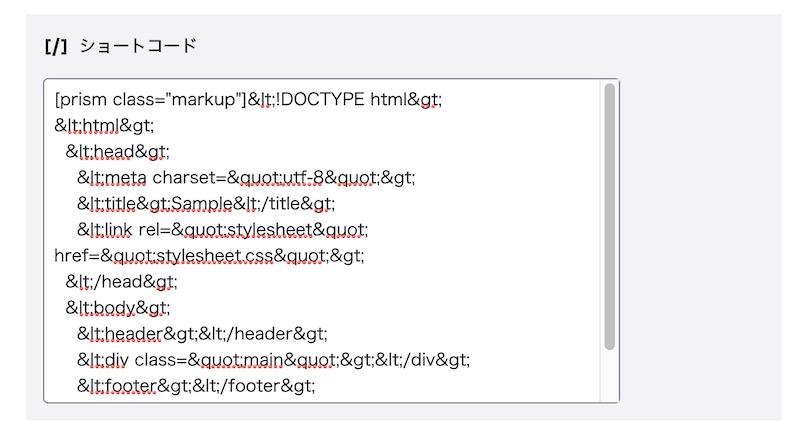 [/] ショートコード
[prism class="markup"]&lt;!DOCTYPE html&gt;
&lt;html&gt;
&lt;head&gt;
&lt;meta charset=&quot;utf-8&quot;&gt;
&lt;title&gt;Sample&lt;/title&gt;
&lt;link rel=&quot;stylesheet&quot;
href=&quot;stylesheet.css&quot;&gt;
&lt;/head&gt;
&lt;body&gt;
&lt;header&gt;&lt;/header&gt;
&lt;div class=&quot;main&quot;&gt;&lt;/div&gt;
&lt;footer&gt;&lt;/footer&gt;